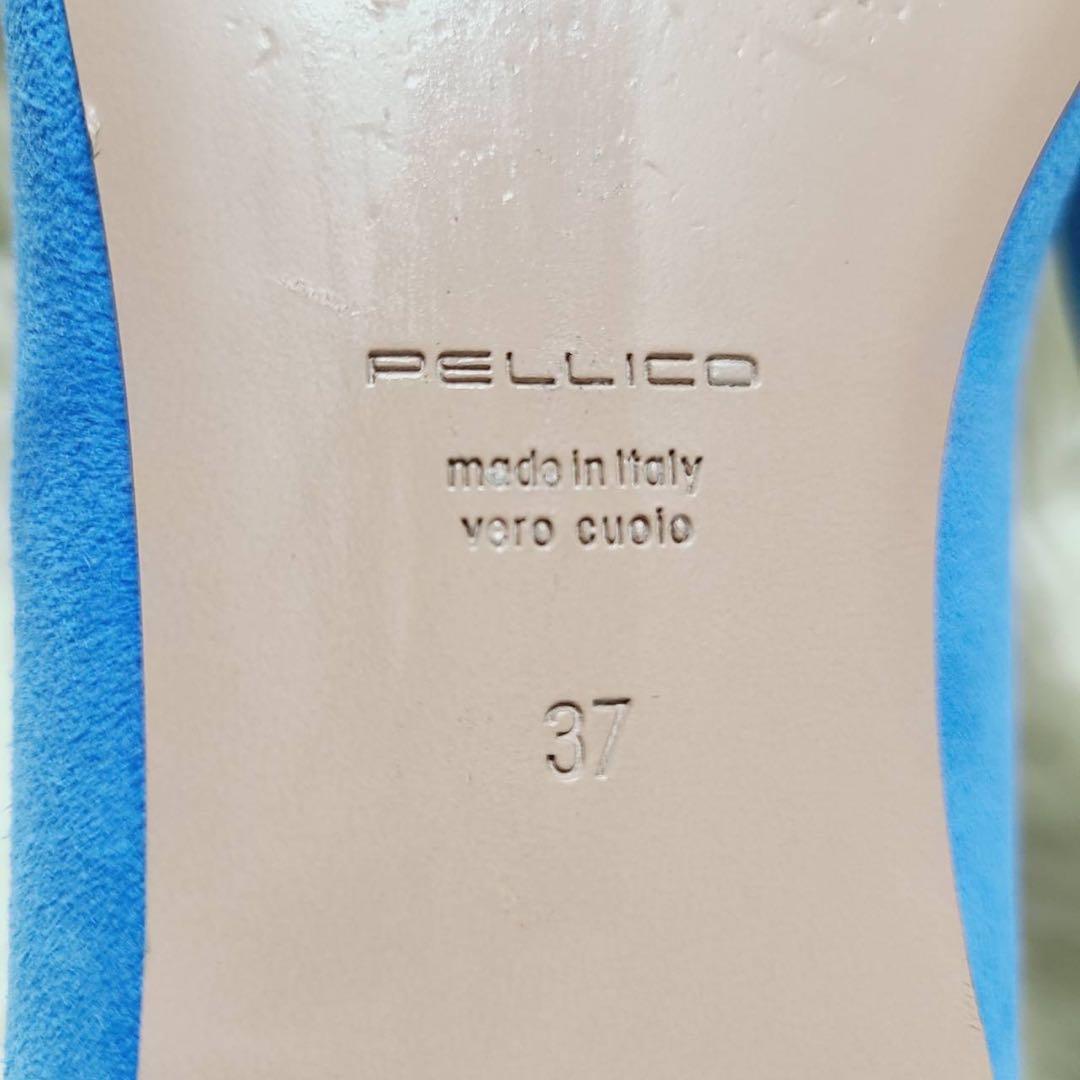 PELLICO
made in Italy
vero cuoio
37